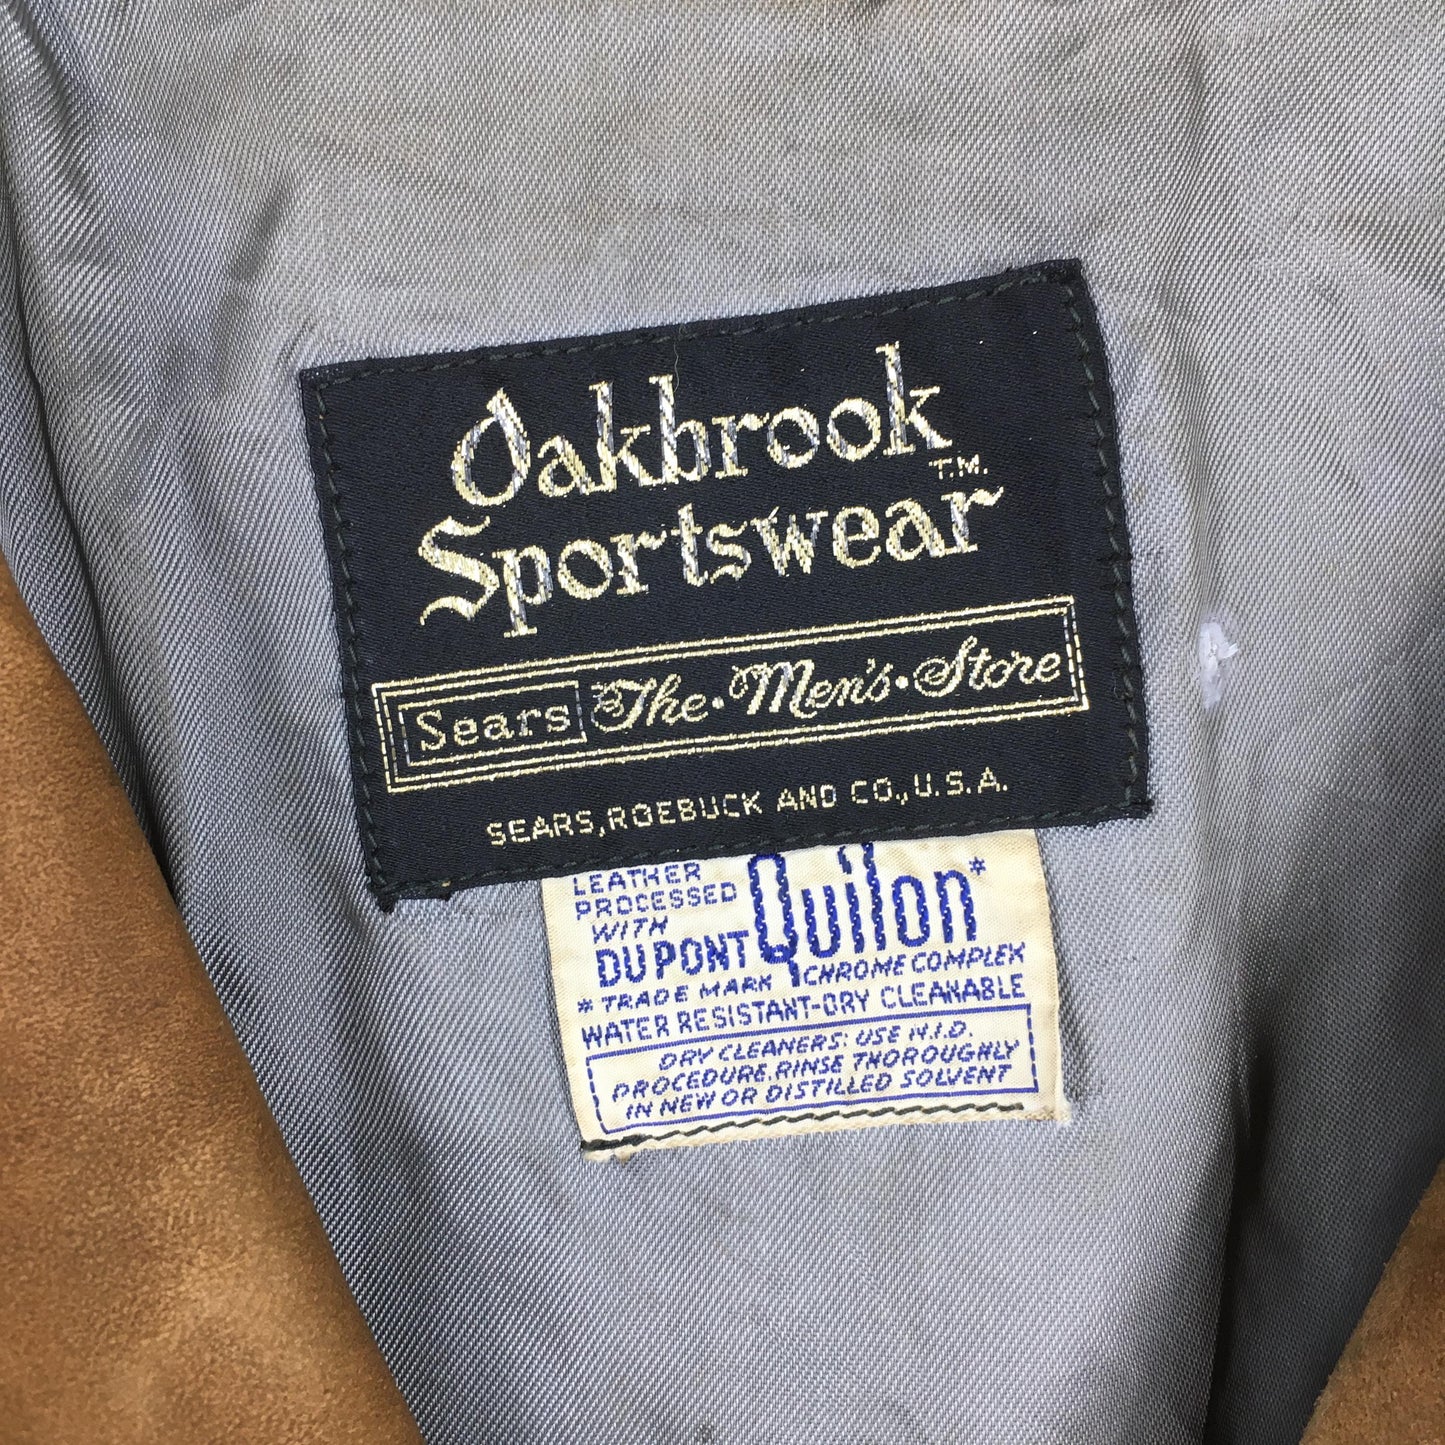 Oakbrook
Sportswear T.M.
Sears The • Men's • Store
SEARS, ROEBUCK AND CO., U.S.A.
LEATHER
PROCESSED
WITH
DU PONT Quilon*
* TRADE MARK CHROME COMPLEX
WATER RESISTANT-DRY CLEANABLE
DRY CLEANERS: USE N.I.D.
PROCEDURE. RINSE THOROUGHLY
IN NEW OR DISTILLED SOLVENT